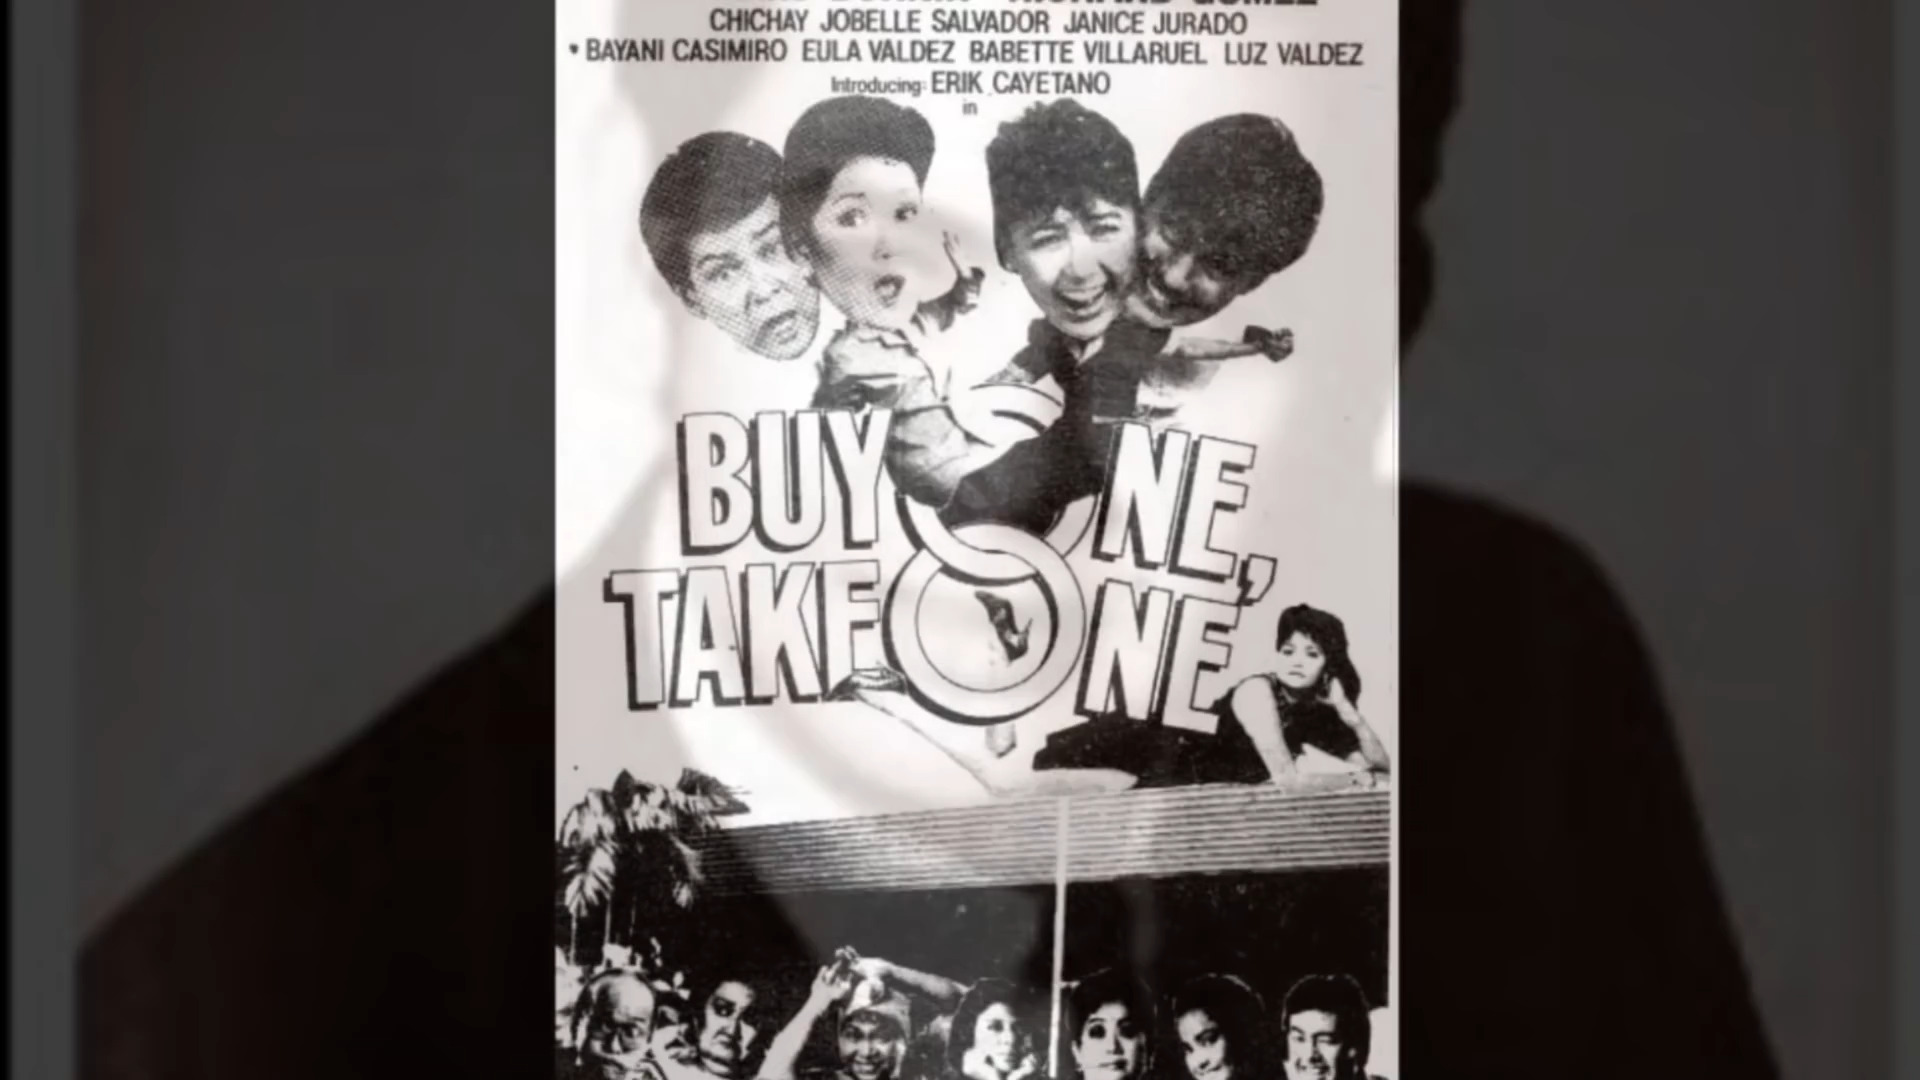 CHICHAY JOBELLE SALVADOR JANICE JURADO
• BAYANI CASIMIRO EULA VALDEZ BABETTE VILLARUEL LUZ VALDEZ
Introducing: ERIK CAYETANO
in
BUY ONE,
TAKE ONE